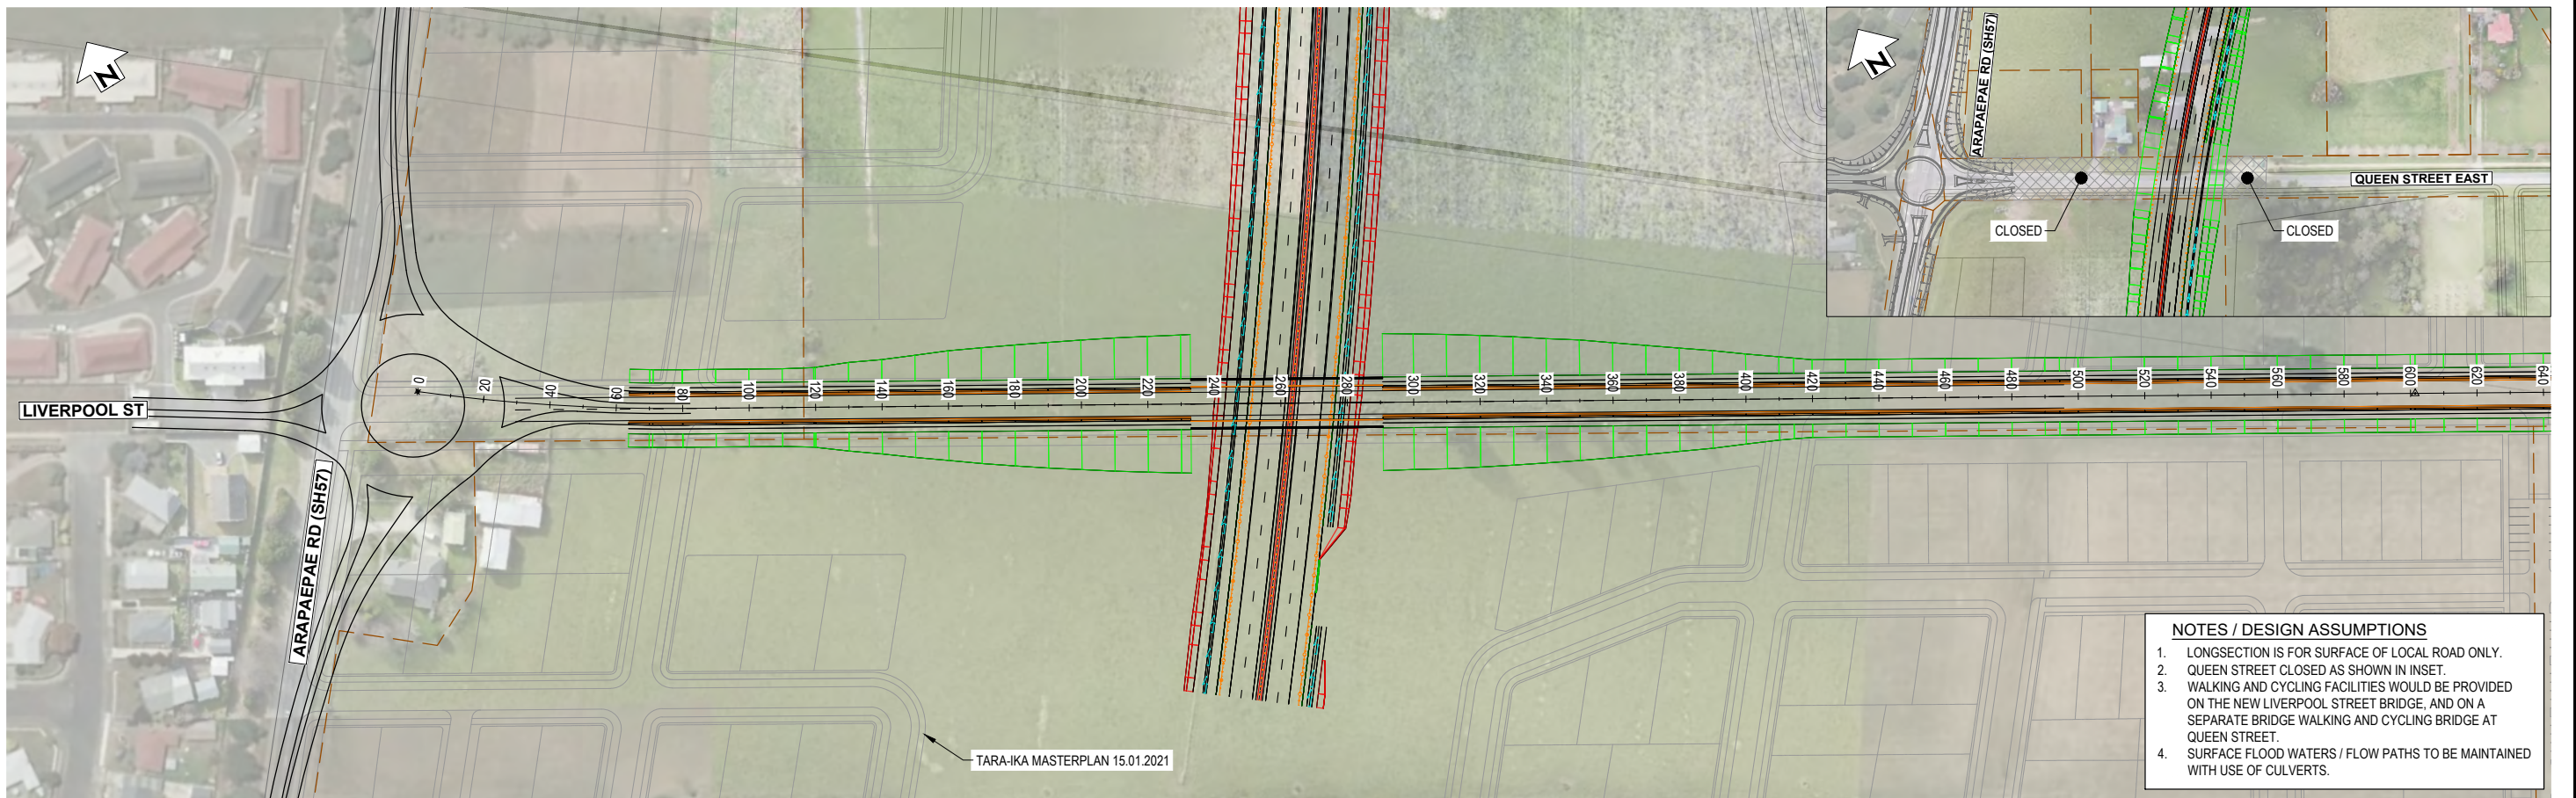 N
LIVERPOOL ST
ARAPAEPAE RD (SH57)
0
20
40
60
80
100
120
140
160
180
200
220
240
260
280
300
320
340
360
380
400
420
440
460
480
500
520
540
560
580
600
620
640
TARA-IKA MASTERPLAN 15.01.2021
N
ARAPAEPAE RD (SH57)
QUEEN STREET EAST
CLOSED
CLOSED
NOTES / DESIGN ASSUMPTIONS
1. LONGSECTION IS FOR SURFACE OF LOCAL ROAD ONLY.
2. QUEEN STREET CLOSED AS SHOWN IN INSET.
3. WALKING AND CYCLING FACILITIES WOULD BE PROVIDED
ON THE NEW LIVERPOOL STREET BRIDGE, AND ON A
SEPARATE BRIDGE WALKING AND CYCLING BRIDGE AT
QUEEN STREET.
4. SURFACE FLOOD WATERS / FLOW PATHS TO BE MAINTAINED
WITH USE OF CULVERTS.